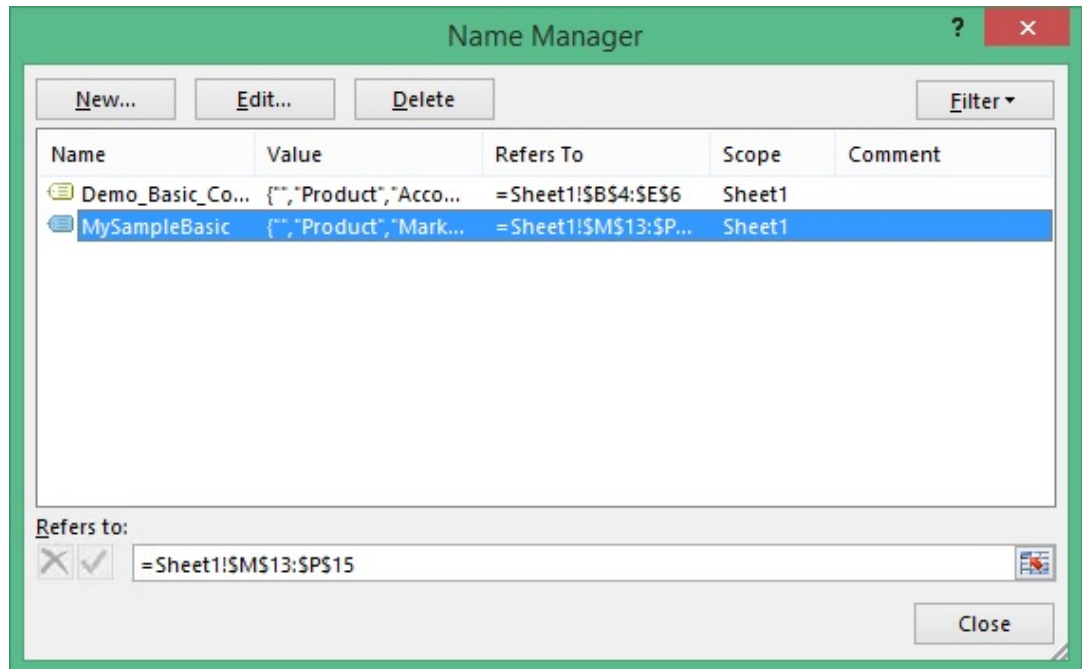 Name Manager
?
New... Edit... Delete Filter
Name Value Refers To Scope Comment
Demo_Basic_Co... {"","Product","Acco... =Sheet1!$B$4:$E$6 Sheet1
MySampleBasic {"","Product","Mark... =Sheet1!$M$13:$P... Sheet1
Refers to:
=Sheet1!$M$13:$P$15
Close